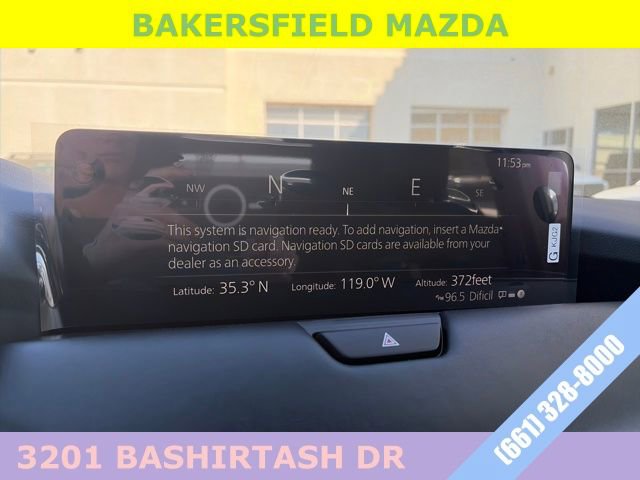 BAKERSFIELD MAZDA
11:53pm
NW N NE E SE
This system is navigation ready. To add navigation, insert a Mazda
navigation SD card. Navigation SD cards are available from your
dealer as an accessory.
Latitude: 35.3° N Longitude: 119.0° W Altitude: 372feet
96.5 Dificil
G KJG2
(661) 328-8000
3201 BASHIRTASH DR